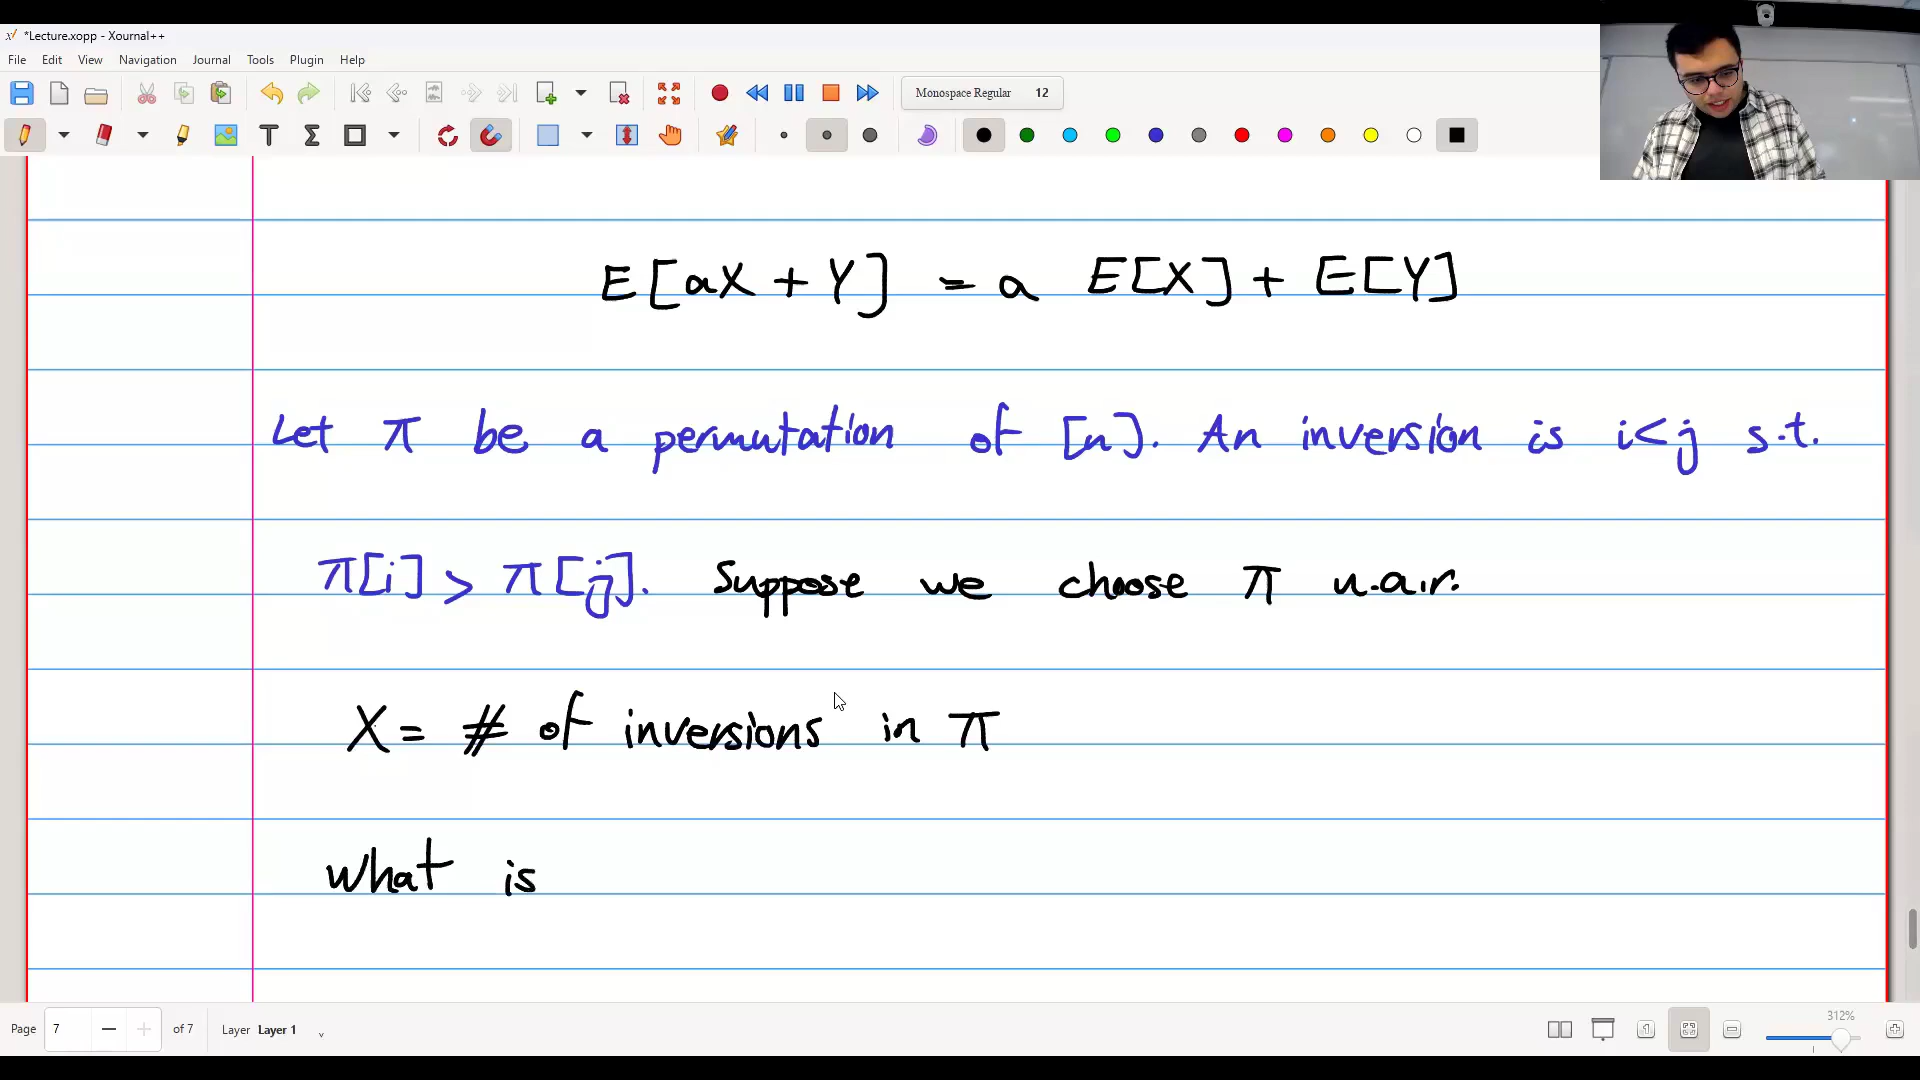 *Lecture.xopp - Xournal++
File Edit View Navigation Journal Tools Plugin Help
Monospace Regular 12
E[aX + Y] = a E[X] + E[Y]
Let π be a permutation of [n]. An inversion is i<j s.t.
π[i] > π[j]. Suppose we choose π u.a.r.
X = # of inversions in π
What is
Page 7 of 7 Layer Layer 1 312%